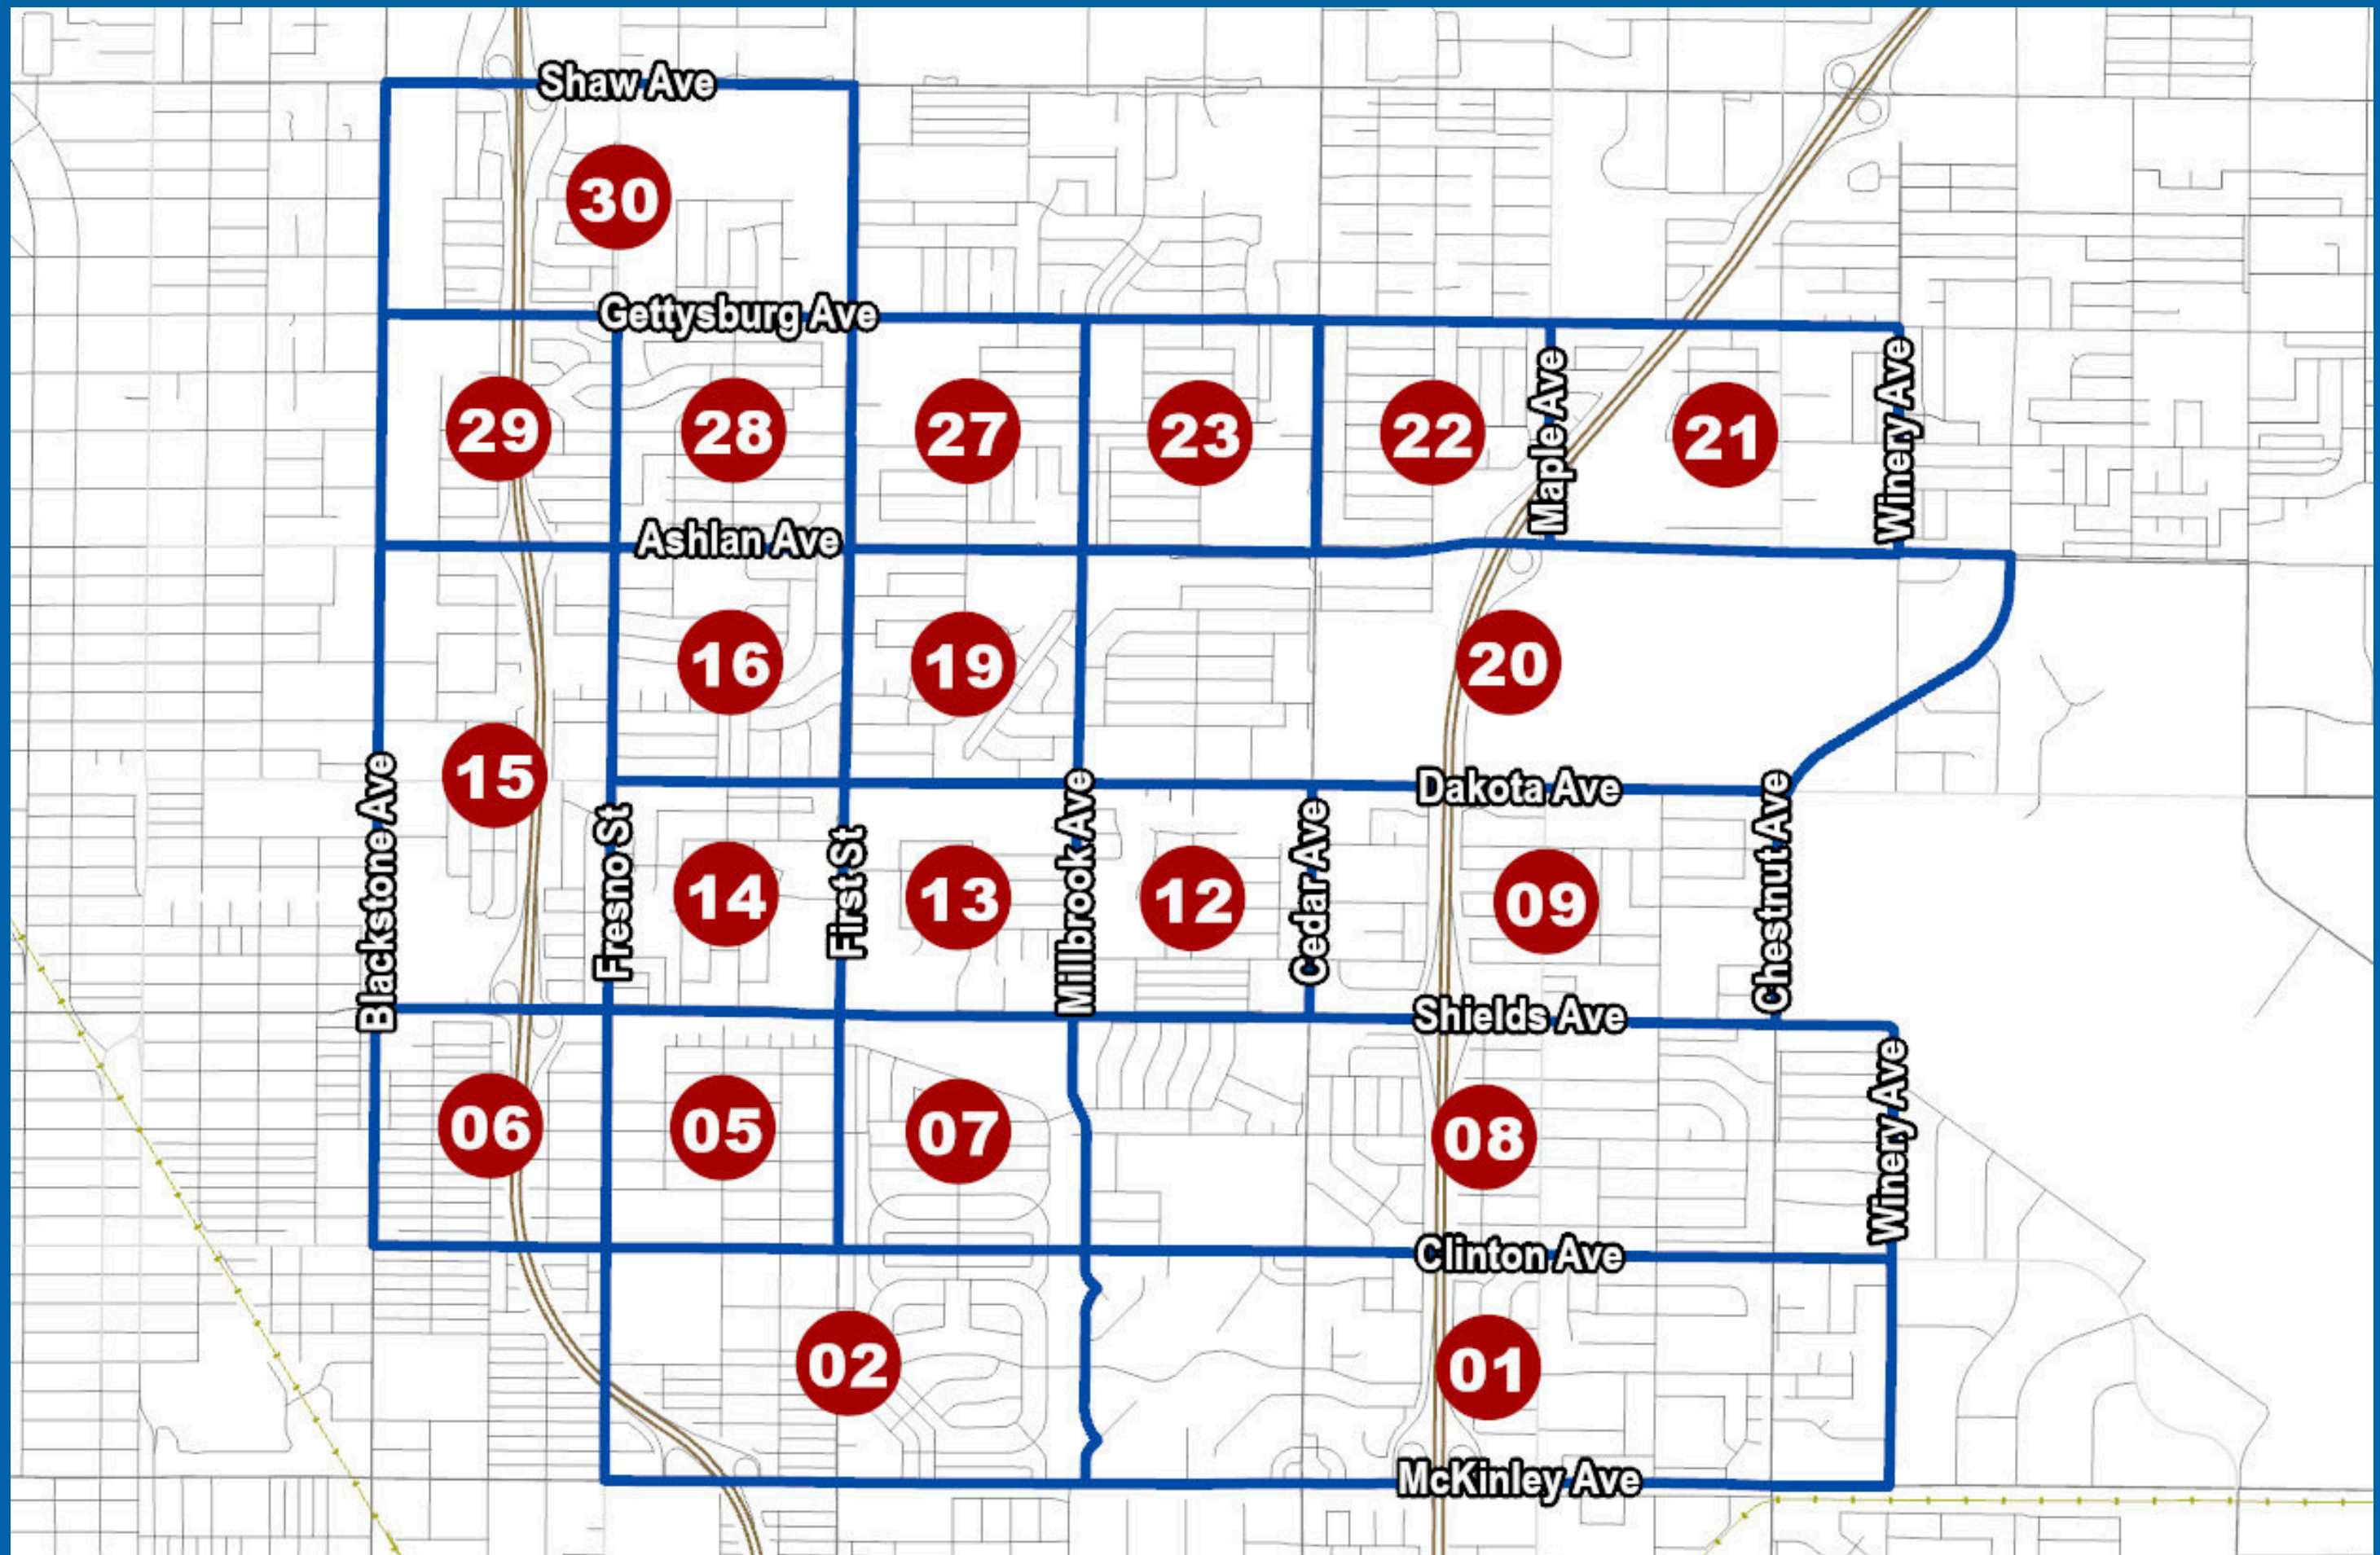 Shaw Ave
30
Gettysburg Ave
29
28
27
23
22
Maple Ave
21
Winery Ave
Ashlan Ave
16
19
20
15
Blackstone Ave
Fresno St
14
First St
13
Millbrook Ave
12
Cedar Ave
Dakota Ave
09
Chestnut Ave
Shields Ave
06
05
07
08
Winery Ave
Clinton Ave
02
01
McKinley Ave